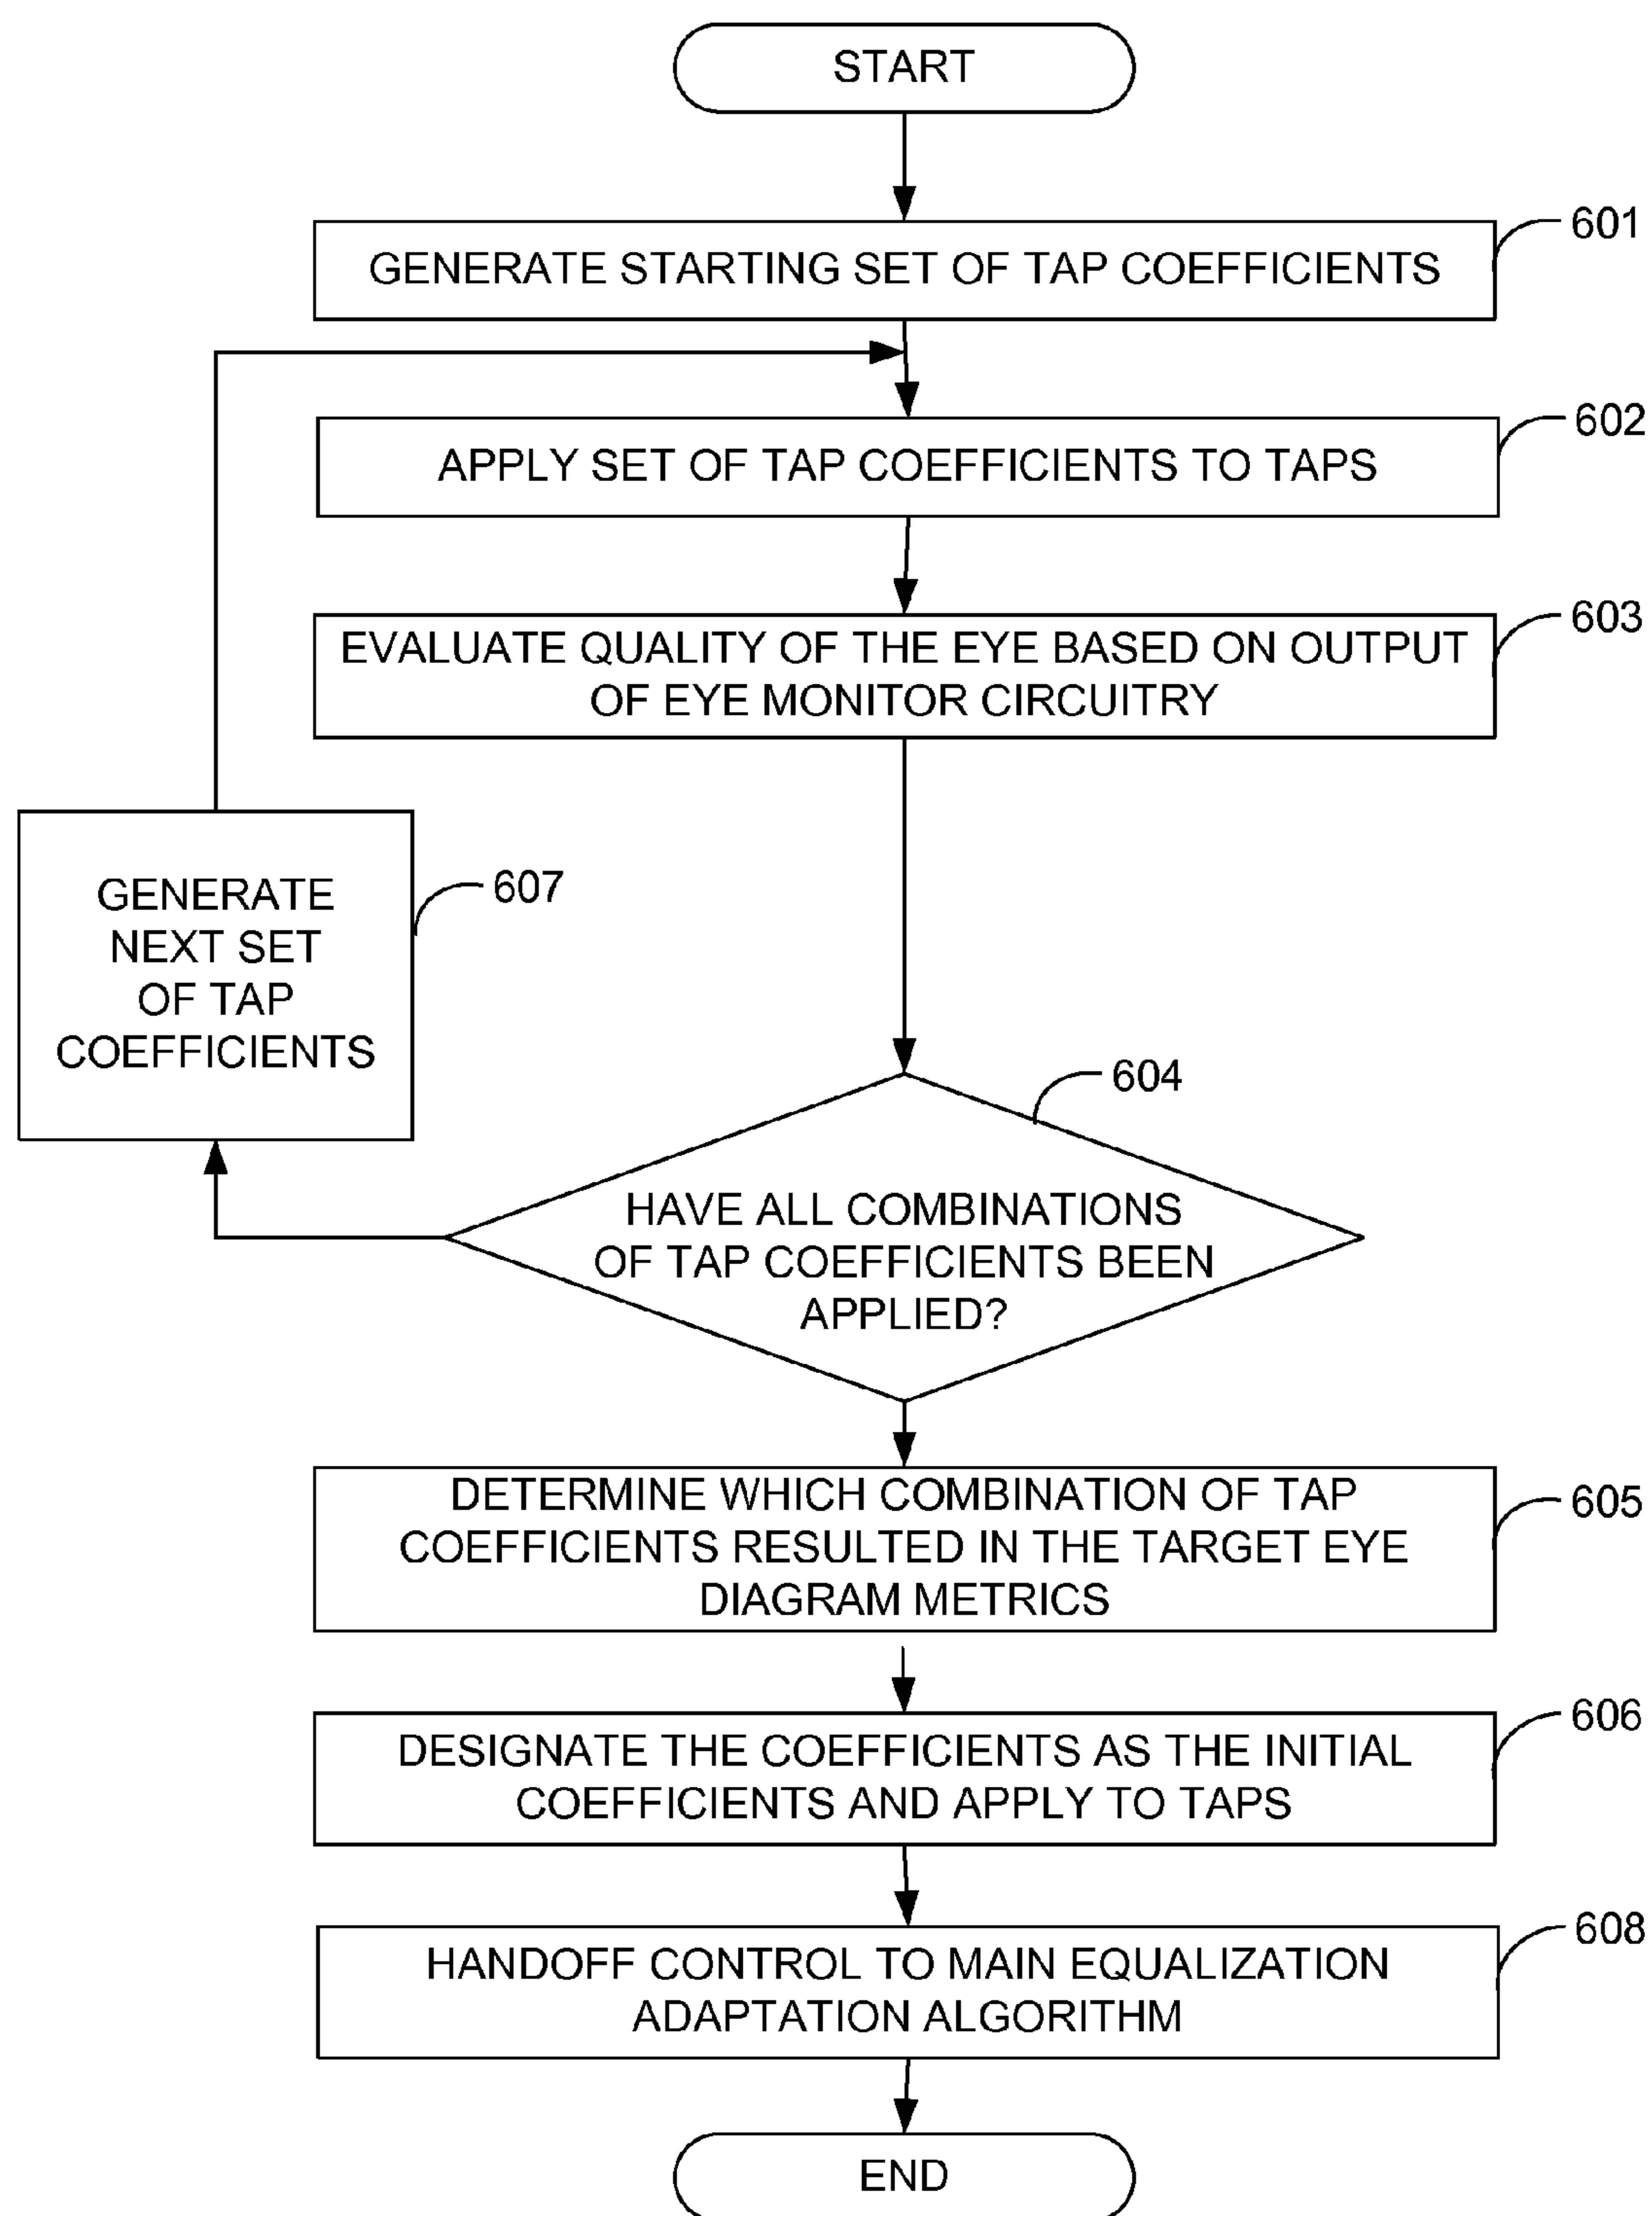 START
601
GENERATE STARTING SET OF TAP COEFFICIENTS
602
APPLY SET OF TAP COEFFICIENTS TO TAPS
603
EVALUATE QUALITY OF THE EYE BASED ON OUTPUT
OF EYE MONITOR CIRCUITRY
607
GENERATE
NEXT SET
OF TAP
COEFFICIENTS
604
HAVE ALL COMBINATIONS
OF TAP COEFFICIENTS BEEN
APPLIED?
605
DETERMINE WHICH COMBINATION OF TAP
COEFFICIENTS RESULTED IN THE TARGET EYE
DIAGRAM METRICS
606
DESIGNATE THE COEFFICIENTS AS THE INITIAL
COEFFICIENTS AND APPLY TO TAPS
608
HANDOFF CONTROL TO MAIN EQUALIZATION
ADAPTATION ALGORITHM
END